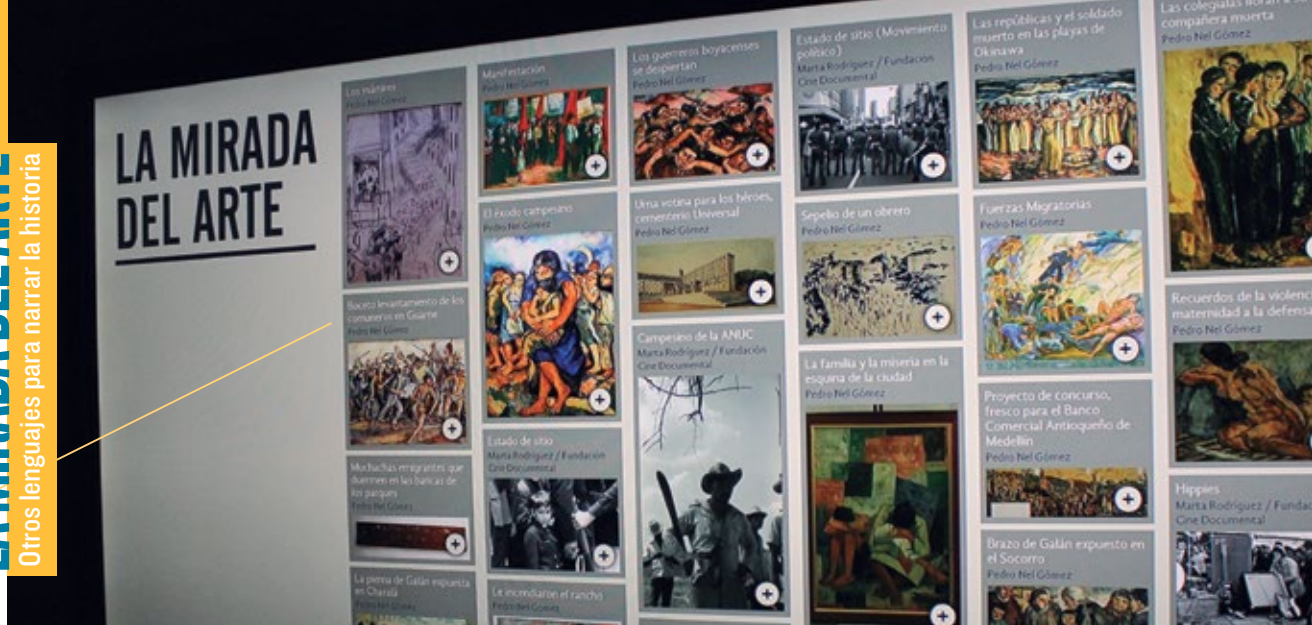 LA MIRADA DEL ARTE
Otros lenguajes para narrar la historia
LA MIRADA
DEL ARTE
Los mártires
Pedro Nel Gómez
Boceto levantamiento de los
comuneros en Guarne
Pedro Nel Gómez
Muchachas emigrantes que
duermen en las bancas de
los parques
Pedro Nel Gómez
La pierna de Galán expuesta
en Charalá
Pedro Nel Gómez
Manifestación
Pedro Nel Gómez
El éxodo campesino
Pedro Nel Gómez
Estado de sitio
Marta Rodríguez / Fundación
Cine Documental
Le incendiaron el rancho
Pedro Nel Gómez
Los guerreros boyacenses
se despiertan
Pedro Nel Gómez
Urna votiva para los héroes,
cementerio Universal
Pedro Nel Gómez
Campesino de la ANUC
Marta Rodríguez / Fundación
Cine Documental
Estado de sitio (Movimiento
político)
Marta Rodríguez / Fundación
Cine Documental
Sepelio de un obrero
Pedro Nel Gómez
La familia y la miseria en la
esquina de la ciudad
Pedro Nel Gómez
Las repúblicas y el soldado
muerto en las playas de
Okinawa
Pedro Nel Gómez
Fuerzas Migratorias
Pedro Nel Gómez
Proyecto de concurso,
fresco para el Banco
Comercial Antioqueño de
Medellín
Pedro Nel Gómez
Brazo de Galán expuesto en
el Socorro
Pedro Nel Gómez
Las colegialas lloran a su
compañera muerta
Pedro Nel Gómez
Recuerdos de la violenc
maternidad a la defensa
Pedro Nel Gómez
Hippies
Marta Rodríguez / Fundac
Cine Documental